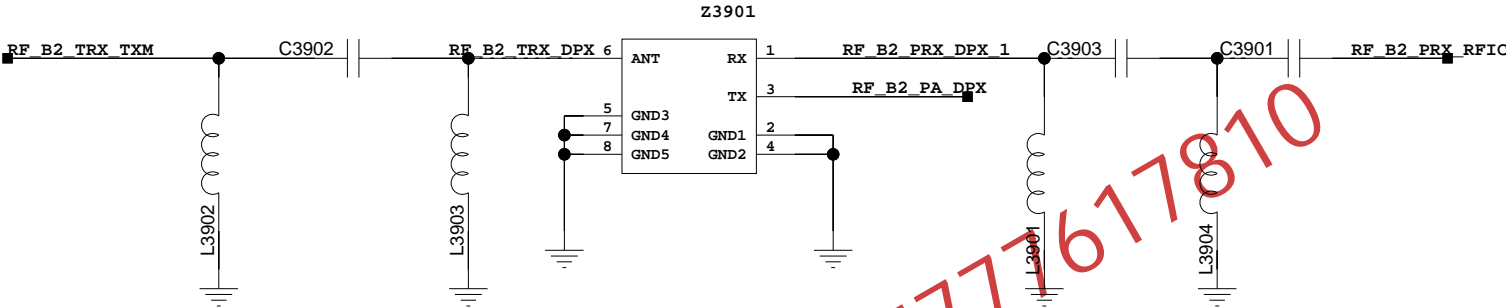 Z3901
RF_B2_TRX_TXM
C3902
RF_B2_TRX_DPX
6
ANT
RX
1
RF_B2_PRX_DPX_1
C3903
C3901
RF_B2_PRX_RFIC
TX
3
RF_B2_PA_DPX
5
GND3
7
GND4
GND1
2
8
GND5
GND2
4
L3902
L3903
L3901
L3904
77617810